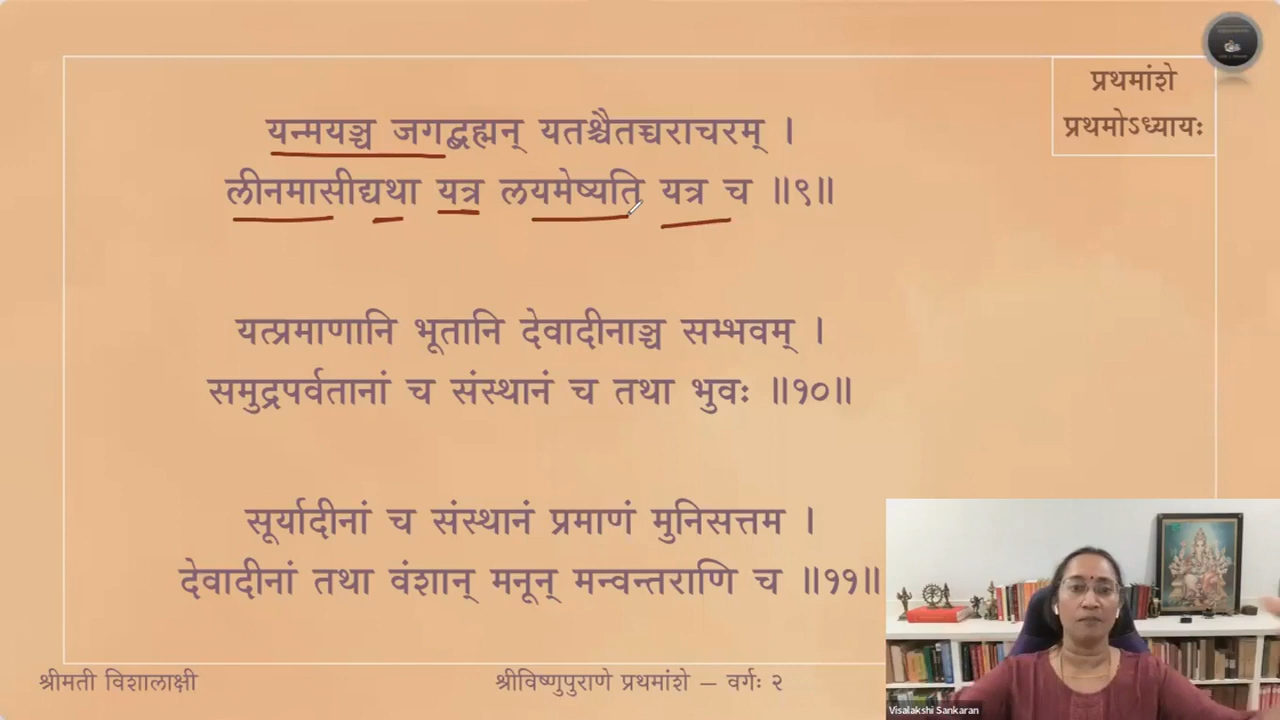 प्रथमांशे
प्रथमोऽध्यायः
यन्मयञ्च जगद्ब्रह्मन् यतश्चैतच्चराचरम् ।
लीनमासीद्यथा यत्र लयमेष्यति यत्र च ॥९॥
यत्प्रमाणानि भूतानि देवादीनाञ्च सम्भवम् ।
समुद्रपर्वतानां च संस्थानं च तथा भुवः ॥१०॥
सूर्यादीनां च संस्थानं प्रमाणं मुनिसत्तम ।
देवादीनां तथा वंशान् मनून् मन्वन्तराणि च ॥११॥
श्रीमती विशालाक्षी
श्रीविष्णुपुराणे प्रथमांशे – वर्गः २
Visalakshi Sankaran